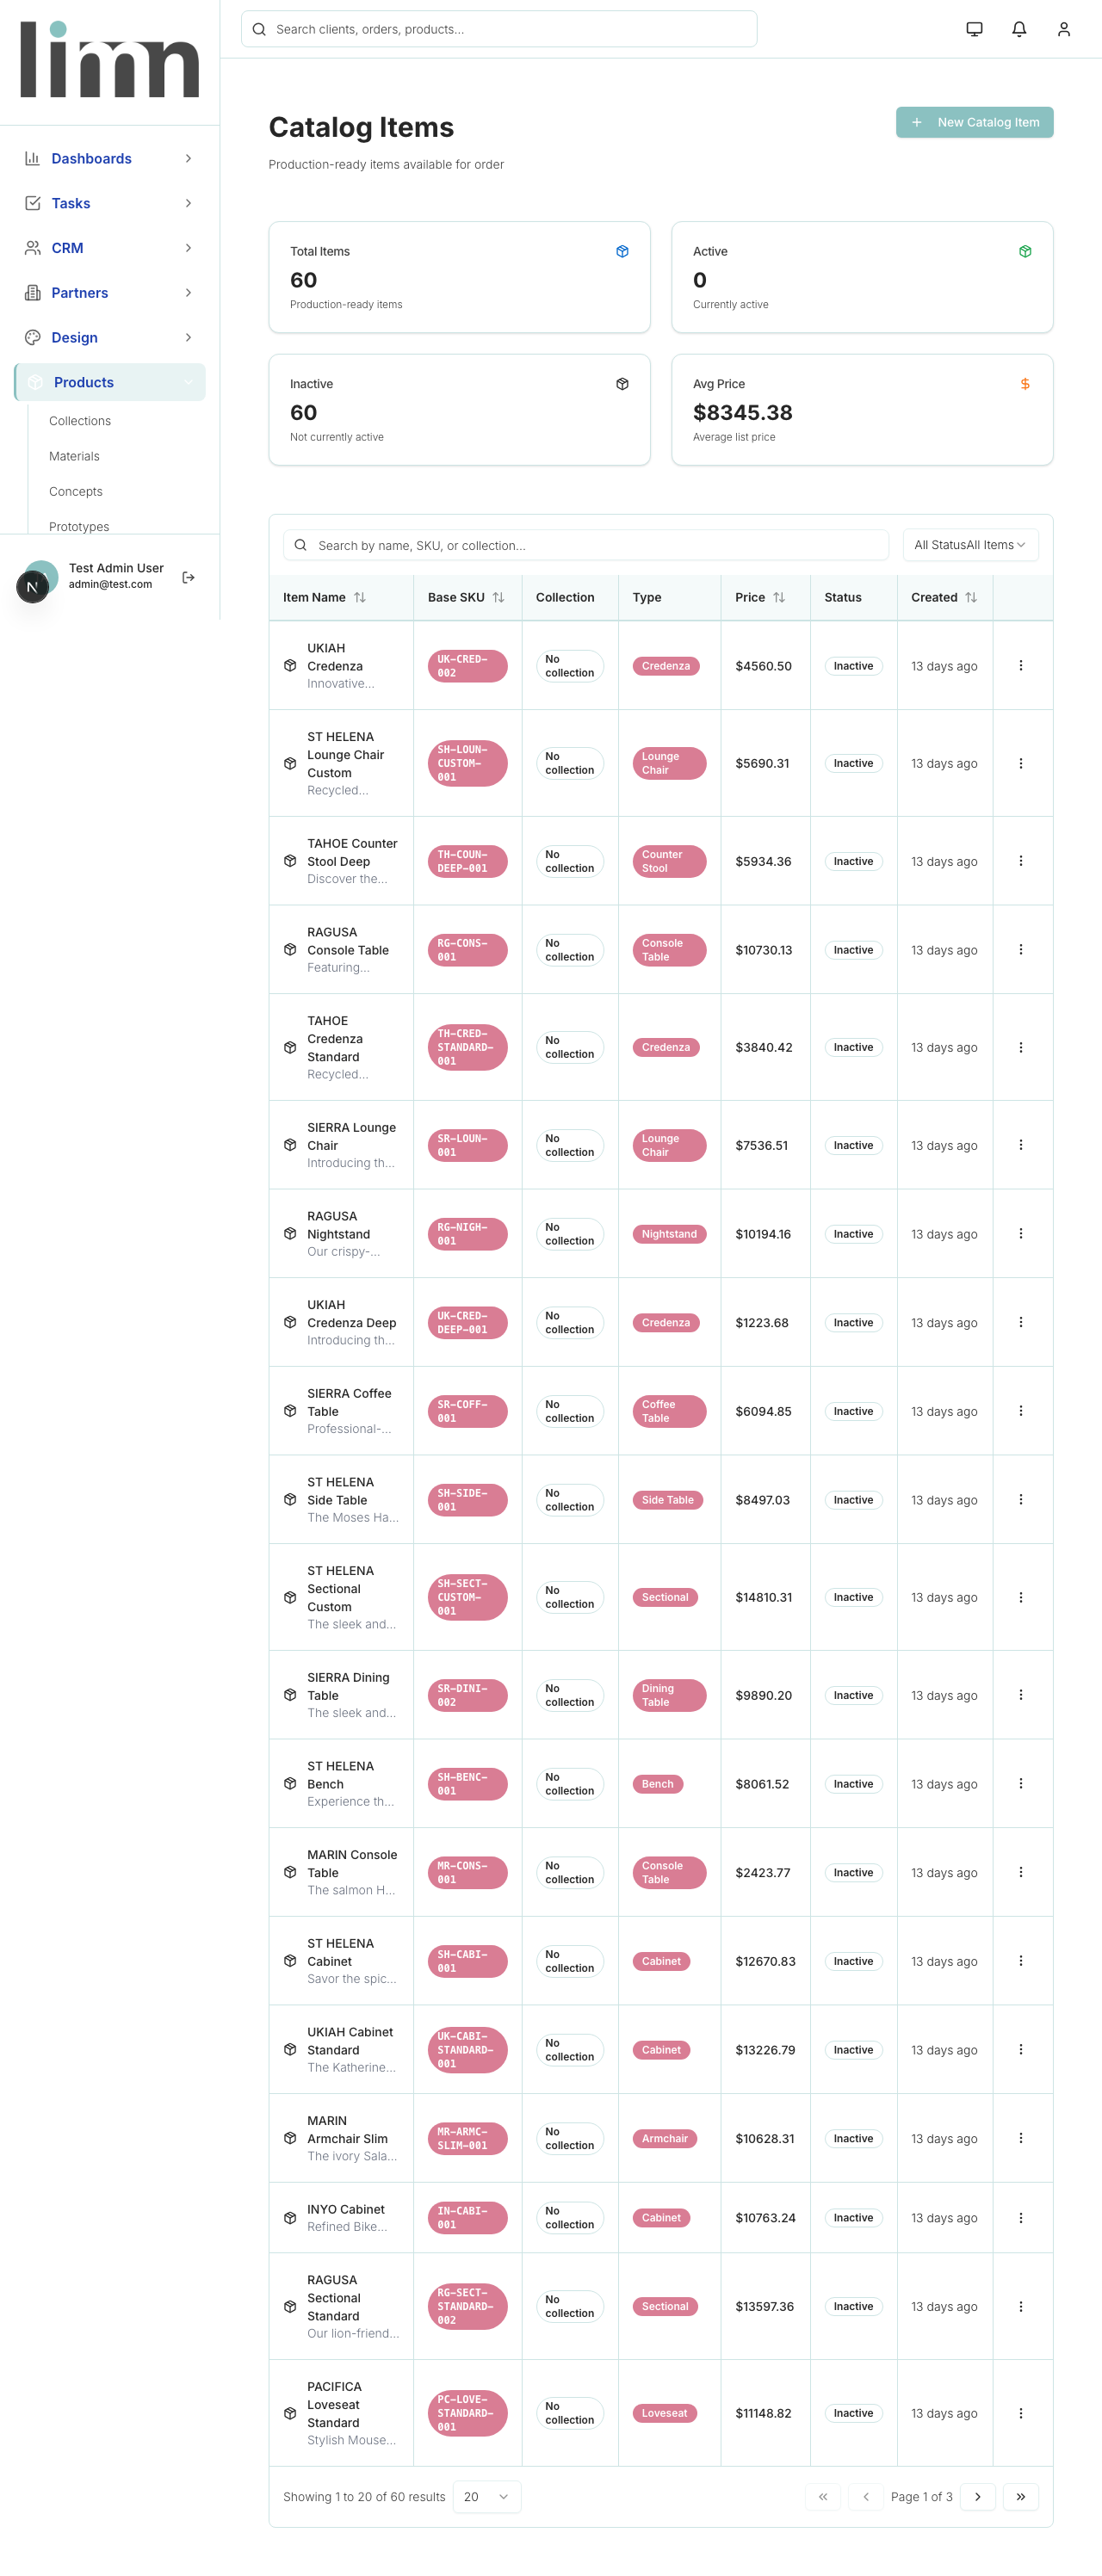 limn
Search clients, orders, products...
Dashboards
Tasks
CRM
Partners
Design
Products
Collections
Materials
Concepts
Prototypes
Test Admin User
admin@test.com
N
Catalog Items
Production-ready items available for order
New Catalog Item
Total Items
60
Production-ready items
Active
0
Currently active
Inactive
60
Not currently active
Avg Price
$8345.38
Average list price
Search by name, SKU, or collection...
All StatusAll Items
Item Name Base SKU Collection Type Price Status Created
UKIAH
Credenza
Innovative...
UK-CRED-
002
No
collection
Credenza
$4560.50
Inactive
13 days ago
ST HELENA
Lounge Chair
Custom
Recycled...
SH-LOUN-
CUSTOM-
001
No
collection
Lounge
Chair
$5690.31
Inactive
13 days ago
TAHOE Counter
Stool Deep
Discover the...
TH-COUN-
DEEP-001
No
collection
Counter
Stool
$5934.36
Inactive
13 days ago
RAGUSA
Console Table
Featuring...
RG-CONS-
001
No
collection
Console
Table
$10730.13
Inactive
13 days ago
TAHOE
Credenza
Standard
Recycled...
TH-CRED-
STANDARD-
001
No
collection
Credenza
$3840.42
Inactive
13 days ago
SIERRA Lounge
Chair
Introducing th...
SR-LOUN-
001
No
collection
Lounge
Chair
$7536.51
Inactive
13 days ago
RAGUSA
Nightstand
Our crispy-...
RG-NIGH-
001
No
collection
Nightstand
$10194.16
Inactive
13 days ago
UKIAH
Credenza Deep
Introducing th...
UK-CRED-
DEEP-001
No
collection
Credenza
$1223.68
Inactive
13 days ago
SIERRA Coffee
Table
Professional-...
SR-COFF-
001
No
collection
Coffee
Table
$6094.85
Inactive
13 days ago
ST HELENA
Side Table
The Moses Ha...
SH-SIDE-
001
No
collection
Side Table
$8497.03
Inactive
13 days ago
ST HELENA
Sectional
Custom
The sleek and...
SH-SECT-
CUSTOM-
001
No
collection
Sectional
$14810.31
Inactive
13 days ago
SIERRA Dining
Table
The sleek and...
SR-DINI-
002
No
collection
Dining
Table
$9890.20
Inactive
13 days ago
ST HELENA
Bench
Experience th...
SH-BENC-
001
No
collection
Bench
$8061.52
Inactive
13 days ago
MARIN Console
Table
The salmon H...
MR-CONS-
001
No
collection
Console
Table
$2423.77
Inactive
13 days ago
ST HELENA
Cabinet
Savor the spic...
SH-CABI-
001
No
collection
Cabinet
$12670.83
Inactive
13 days ago
UKIAH Cabinet
Standard
The Katherine...
UK-CABI-
STANDARD-
001
No
collection
Cabinet
$13226.79
Inactive
13 days ago
MARIN
Armchair Slim
The ivory Sala...
MR-ARMC-
SLIM-001
No
collection
Armchair
$10628.31
Inactive
13 days ago
INYO Cabinet
Refined Bike...
IN-CABI-
001
No
collection
Cabinet
$10763.24
Inactive
13 days ago
RAGUSA
Sectional
Standard
Our lion-friend...
RG-SECT-
STANDARD-
002
No
collection
Sectional
$13597.36
Inactive
13 days ago
PACIFICA
Loveseat
Standard
Stylish Mouse...
PC-LOVE-
STANDARD-
001
No
collection
Loveseat
$11148.82
Inactive
13 days ago
Showing 1 to 20 of 60 results 20 Page 1 of 3